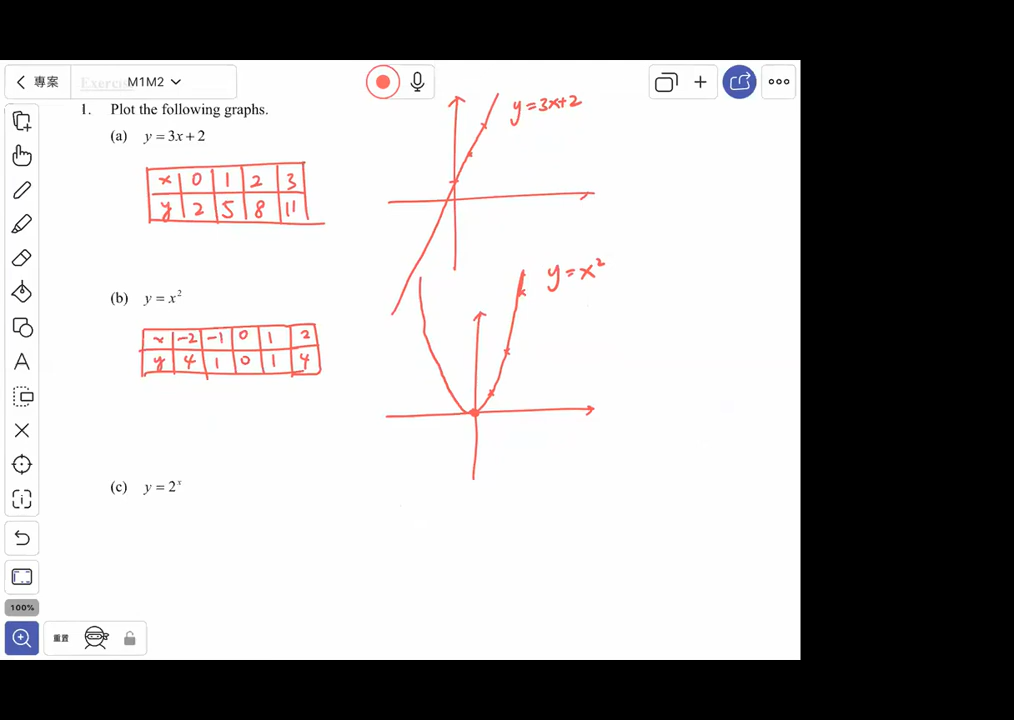 專案
Exercise M1M2
1. Plot the following graphs.
(a) y = 3x + 2
y = 3x+2
x 0 1 2 3
y 2 5 8 11
y = x²
(b) y = x²
x -2 -1 0 1 2
y 4 1 0 1 4
(c) y = 2ˣ
A
100%
重置